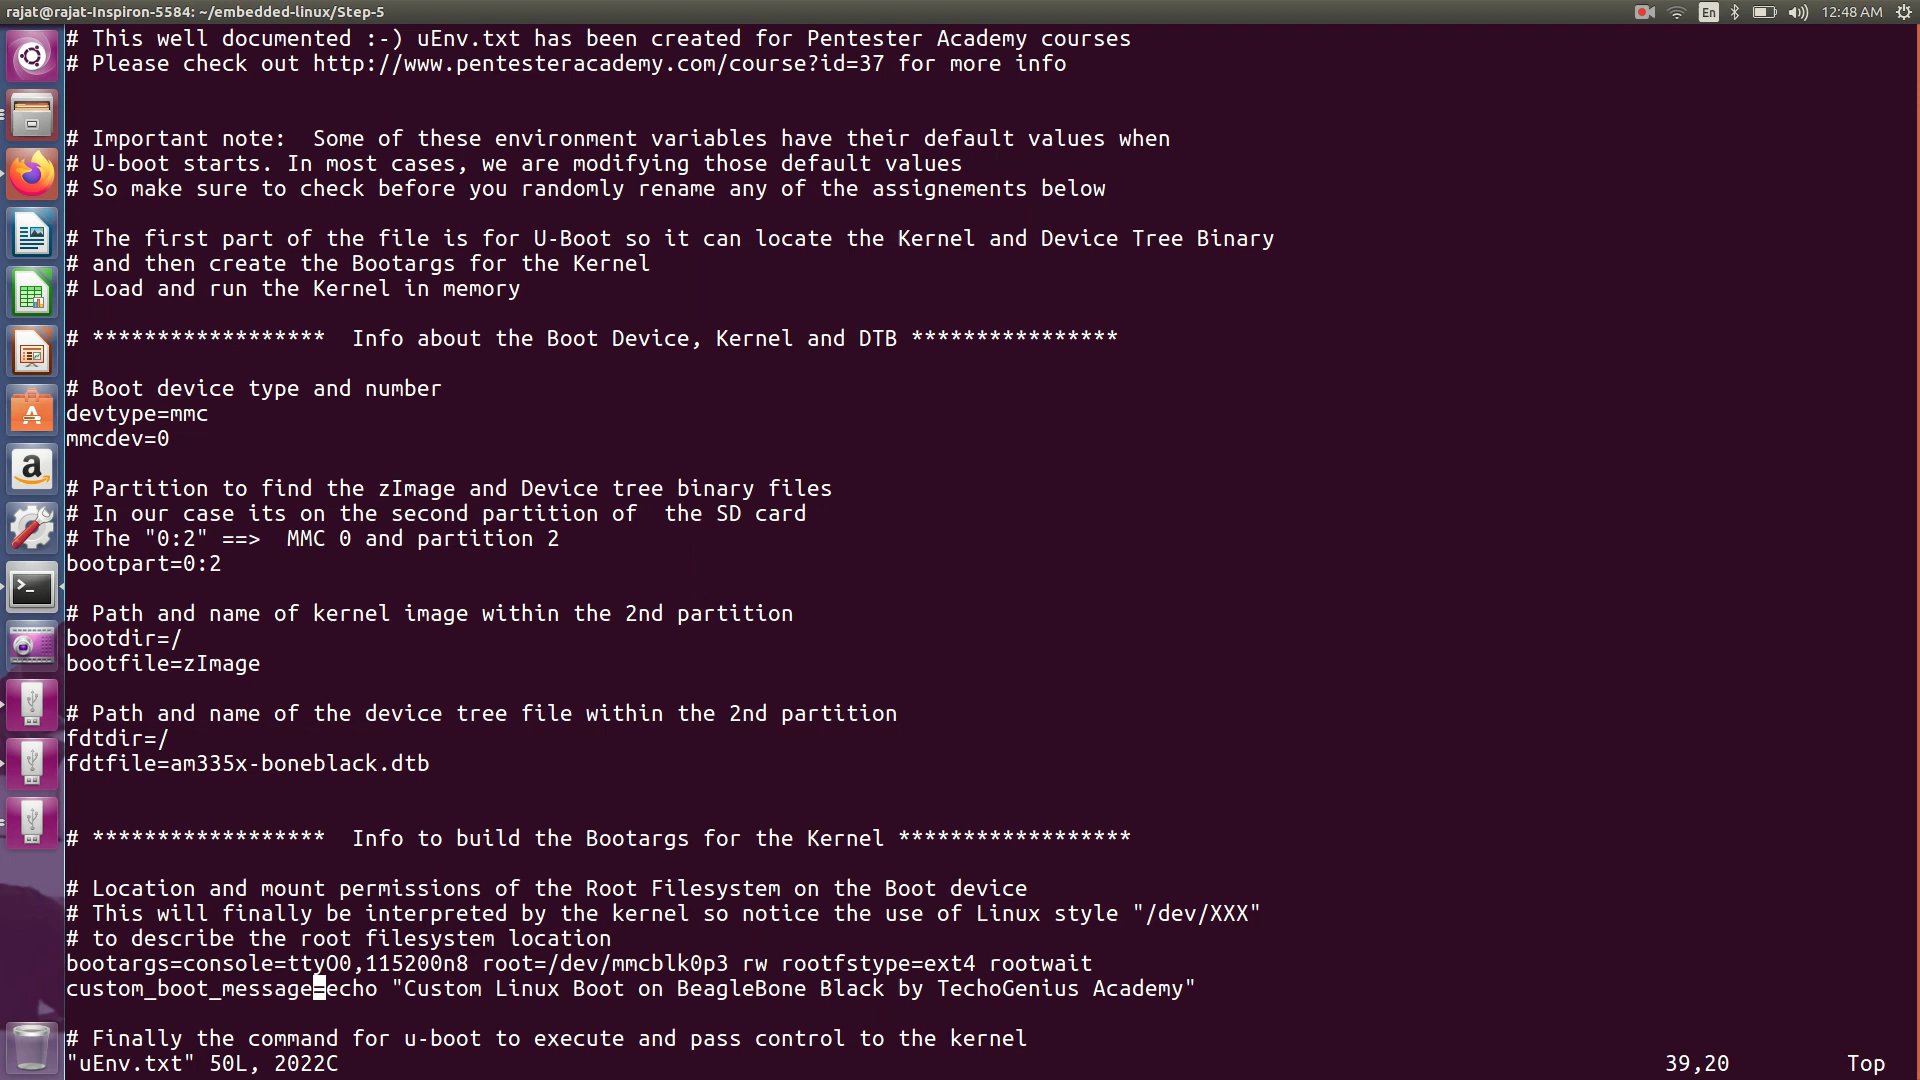 rajat@rajat-Inspiron-5584: ~/embedded-linux/Step-5
En
12:48 AM
# This well documented :-) uEnv.txt has been created for Pentester Academy courses
# Please check out http://www.pentesteracademy.com/course?id=37 for more info
# Important note:  Some of these environment variables have their default values when
# U-boot starts. In most cases, we are modifying those default values
# So make sure to check before you randomly rename any of the assignements below
# The first part of the file is for U-Boot so it can locate the Kernel and Device Tree Binary
# and then create the Bootargs for the Kernel
# Load and run the Kernel in memory
# ******************  Info about the Boot Device, Kernel and DTB ****************
# Boot device type and number
devtype=mmc
mmcdev=0
# Partition to find the zImage and Device tree binary files
# In our case its on the second partition of  the SD card
# The "0:2" ==>  MMC 0 and partition 2
bootpart=0:2
# Path and name of kernel image within the 2nd partition
bootdir=/
bootfile=zImage
# Path and name of the device tree file within the 2nd partition
fdtdir=/
fdtfile=am335x-boneblack.dtb
# ******************  Info to build the Bootargs for the Kernel ******************
# Location and mount permissions of the Root Filesystem on the Boot device
# This will finally be interpreted by the kernel so notice the use of Linux style "/dev/XXX"
# to describe the root filesystem location
bootargs=console=ttyO0,115200n8 root=/dev/mmcblk0p3 rw rootfstype=ext4 rootwait
custom_boot_message=echo "Custom Linux Boot on BeagleBone Black by TechoGenius Academy"
# Finally the command for u-boot to execute and pass control to the kernel
"uEnv.txt" 50L, 2022C
39,20
Top